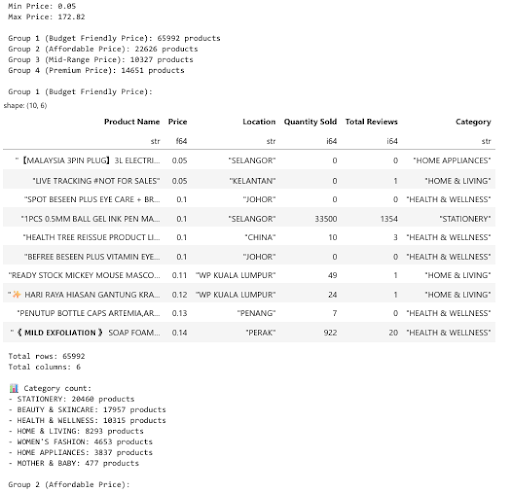 Min Price: 0.05
Max Price: 172.82
Group 1 (Budget Friendly Price): 65992 products
Group 2 (Affordable Price): 22626 products
Group 3 (Mid-Range Price): 10327 products
Group 4 (Premium Price): 14651 products
Group 1 (Budget Friendly Price):
shape: (10, 6)
Product Name Price Location Quantity Sold Total Reviews Category
str f64 str i64 i64 str
"【MALAYSIA 3PIN PLUG】3L ELECTRI... 0.05 "SELANGOR" 0 0 "HOME APPLIANCES"
"LIVE TRACKING #NOT FOR SALES" 0.05 "KELANTAN" 0 1 "HOME & LIVING"
"SPOT BESEEN PLUS EYE CARE + BR... 0.1 "JOHOR" 0 0 "HEALTH & WELLNESS"
"1PCS 0.5MM BALL GEL INK PEN MA... 0.1 "SELANGOR" 33500 1354 "STATIONERY"
"HEALTH TREE REISSUE PRODUCT LI... 0.1 "CHINA" 10 3 "HEALTH & WELLNESS"
"BEFREE BESEEN PLUS VITAMIN EYE... 0.1 "JOHOR" 0 0 "HEALTH & WELLNESS"
"READY STOCK MICKEY MOUSE MASCO... 0.11 "WP KUALA LUMPUR" 49 1 "HOME & LIVING"
"✨ HARI RAYA HIASAN GANTUNG KRA... 0.12 "WP KUALA LUMPUR" 24 1 "HOME & LIVING"
"PENUTUP BOTTLE CAPS ARTEMIA,AR... 0.13 "PENANG" 7 0 "HEALTH & WELLNESS"
"《 MILD EXFOLIATION 》 SOAP FOAM... 0.14 "PERAK" 922 20 "HEALTH & WELLNESS"
Total rows: 65992
Total columns: 6
📊 Category count:
- STATIONERY: 20460 products
- BEAUTY & SKINCARE: 17957 products
- HEALTH & WELLNESS: 10315 products
- HOME & LIVING: 8293 products
- WOMEN'S FASHION: 4653 products
- HOME APPLIANCES: 3837 products
- MOTHER & BABY: 477 products
Group 2 (Affordable Price):